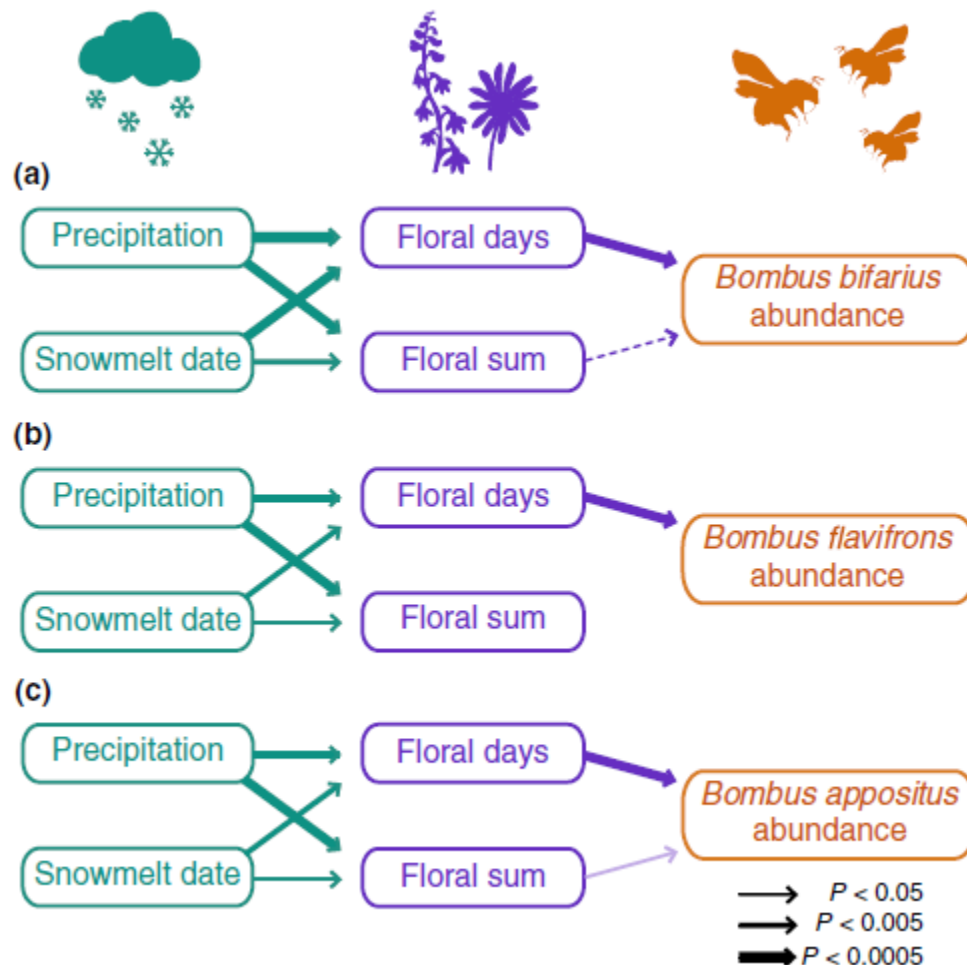 (a)
Precipitation
Floral days
Bombus bifarius
abundance
Snowmelt date
Floral sum
(b)
Precipitation
Floral days
Bombus flavifrons
abundance
Snowmelt date
Floral sum
(c)
Precipitation
Floral days
Bombus appositus
abundance
Snowmelt date
Floral sum
P < 0.05
P < 0.005
P < 0.0005